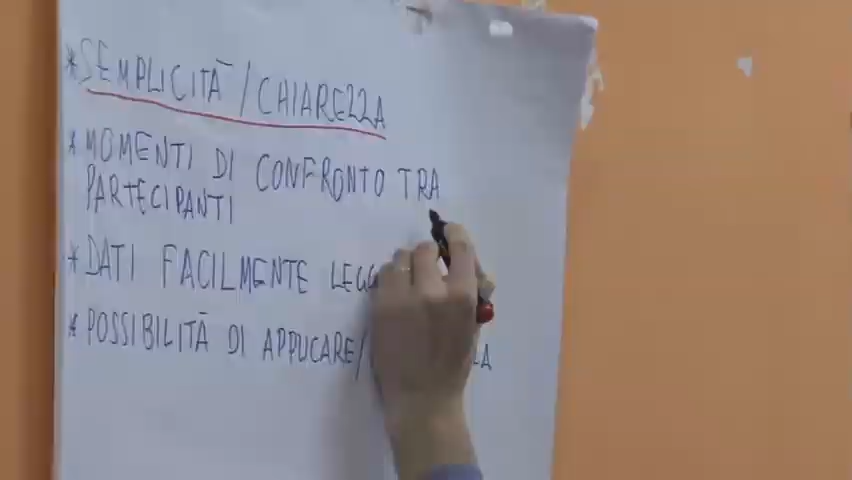 * SEMPLICITÀ / CHIAREZZA
* MOMENTI DI CONFRONTO TRA
PARTECIPANTI
* DATI FACILMENTE
* POSSIBILITÀ DI APPLICARE/